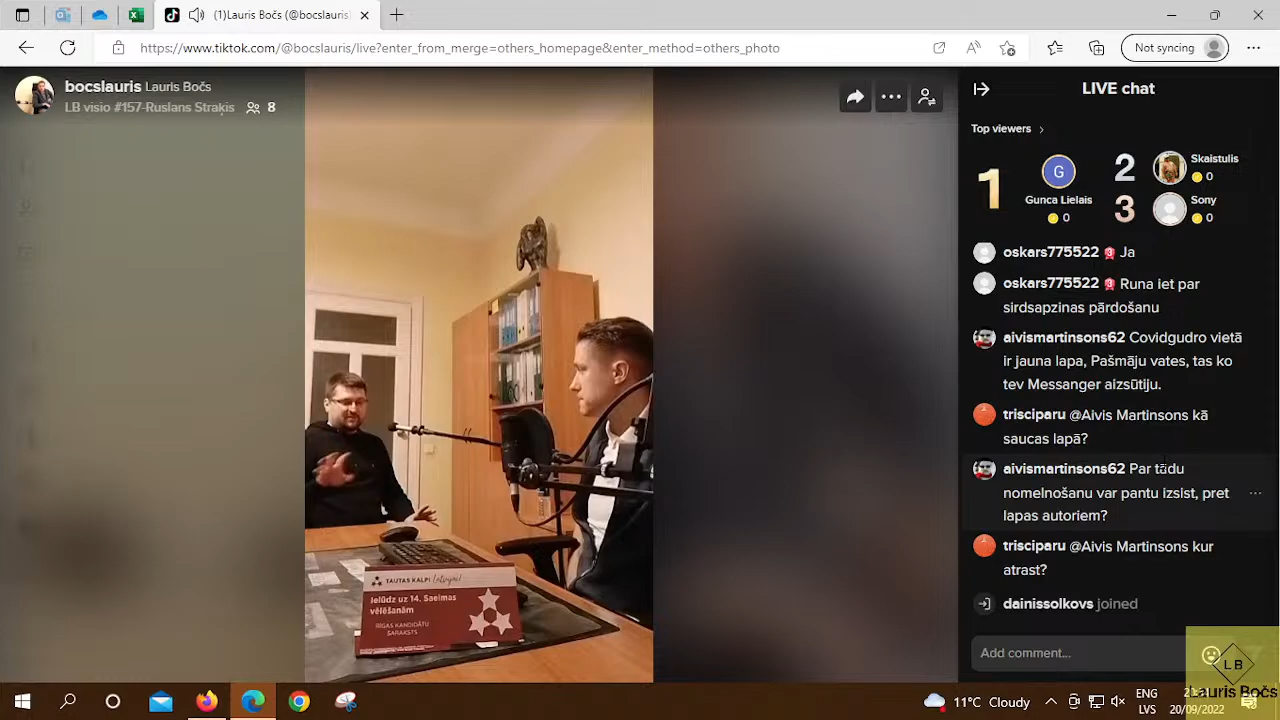 (1)Lauris Bočs (@bocslauris
https://www.tiktok.com/@bocslauris/live?enter_from_merge=others_homepage&enter_method=others_photo
Not syncing
bocslauris Lauris Bočs
LB visio #157-Ruslans Straķis 8
LIVE chat
Top viewers
1
G
Gunca Lielais
0
2
Skaistulis
0
3
Sony
0
oskars775522 Ja
oskars775522 Runa iet par
sirdsapzinas pārdošanu
aivismartinsons62 Covidgudro vietā
ir jauna lapa, Pašmāju vates, tas ko
tev Messanger aizsūtiju.
trisciparu @Aivis Martinsons kā
saucas lapā?
aivismartinsons62 Par tādu
nomelnošanu var pantu izsist, pret
lapas autoriem?
trisciparu @Aivis Martinsons kur
atrast?
dainissolkovs joined
Add comment...
TAUTAS KALPI Latvijai
Ielūdz uz 14. Saeimas
vēlēšanām
RĪGAS KANDIDĀTU
SARAKSTS
LB
Lauris Bočs
11°C Cloudy
ENG
LVS
20/09/2022